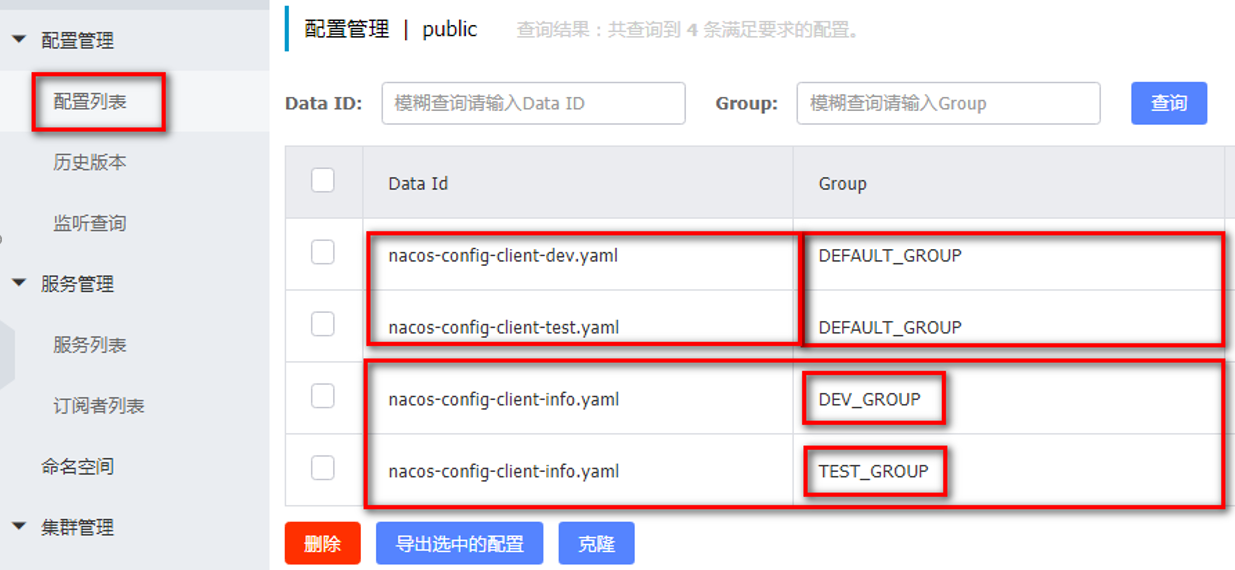 配置管理
配置列表
历史版本
监听查询
服务管理
服务列表
订阅者列表
命名空间
集群管理
配置管理 | public 查询结果：共查询到 4 条满足要求的配置。
Data ID: 模糊查询请输入Data ID Group: 模糊查询请输入Group 查询
Data Id Group
nacos-config-client-dev.yaml DEFAULT_GROUP
nacos-config-client-test.yaml DEFAULT_GROUP
nacos-config-client-info.yaml DEV_GROUP
nacos-config-client-info.yaml TEST_GROUP
删除 导出选中的配置 克隆